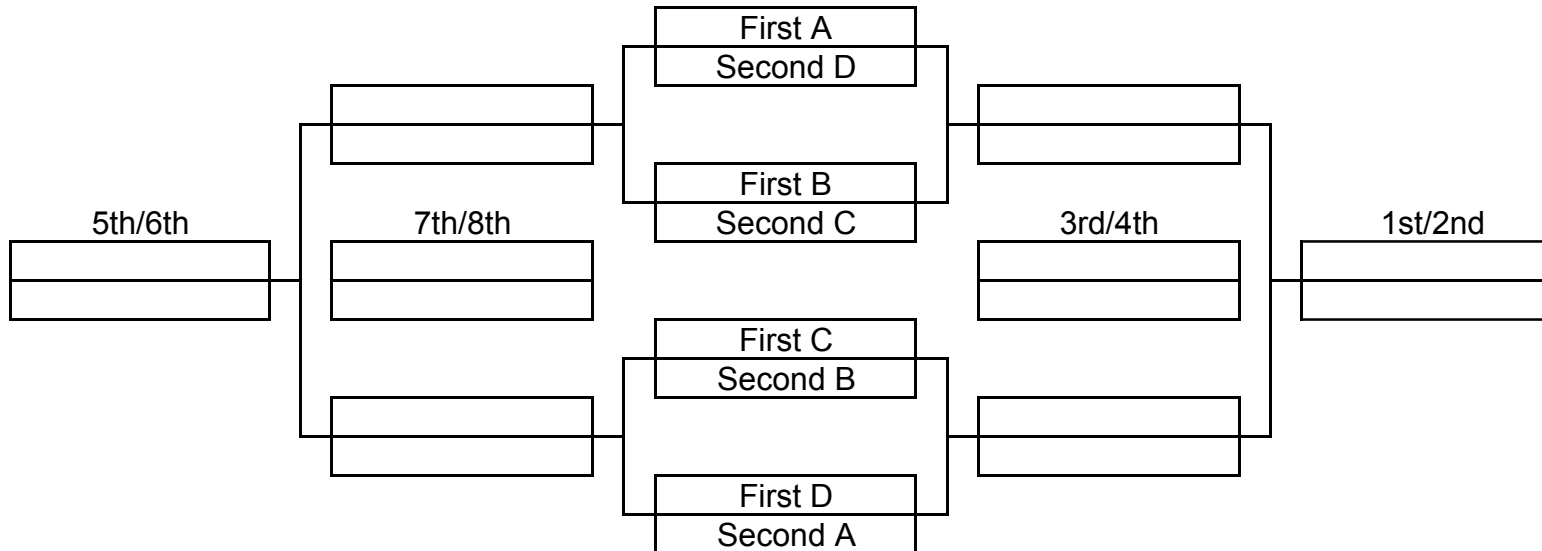 First A
Second D
First B
Second C
5th/6th
7th/8th
3rd/4th
1st/2nd
First C
Second B
First D
Second A